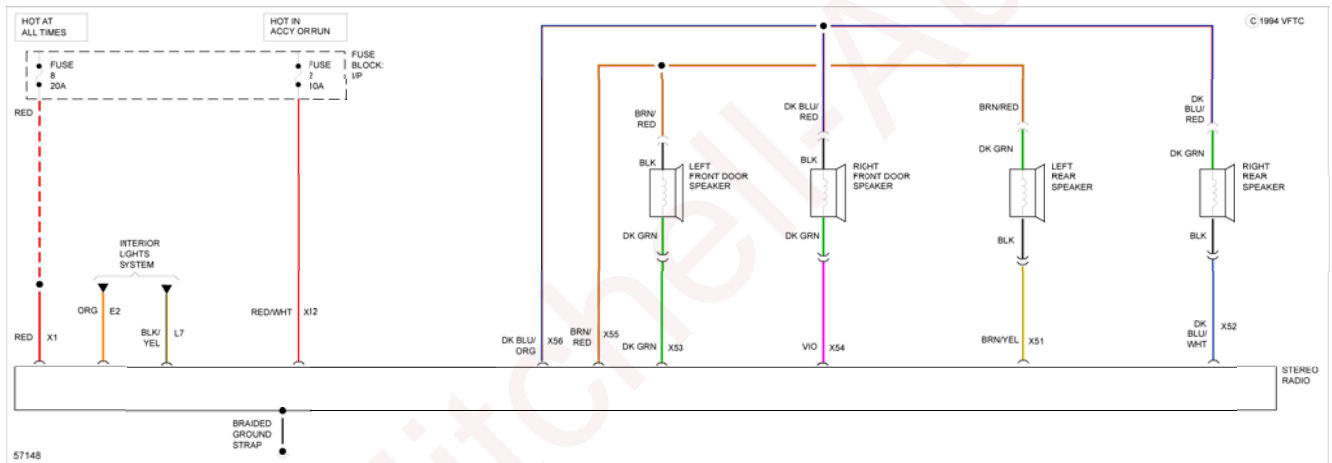 HOT AT
ALL TIMES
HOT IN
ACCY OR RUN
C 1994 VFTC
FUSE
8
20A
FUSE
2
10A
FUSE
BLOCK:
I/P
RED
BRN/
RED
DK BLU/
RED
BRN/RED
DK
BLU/
RED
BLK
LEFT
FRONT DOOR
SPEAKER
BLK
RIGHT
FRONT DOOR
SPEAKER
DK GRN
LEFT
REAR
SPEAKER
DK GRN
RIGHT
REAR
SPEAKER
DK GRN
DK GRN
BLK
BLK
INTERIOR
LIGHTS
SYSTEM
RED
X1
ORG
E2
BLK/
YEL
L7
RED/WHT
X12
DK BLU/
ORG
X56
BRN/
RED
X55
DK GRN
X53
VIO
X54
BRN/YEL
X51
DK
BLU/
WHT
X52
STEREO
RADIO
BRAIDED
GROUND
STRAP
57148